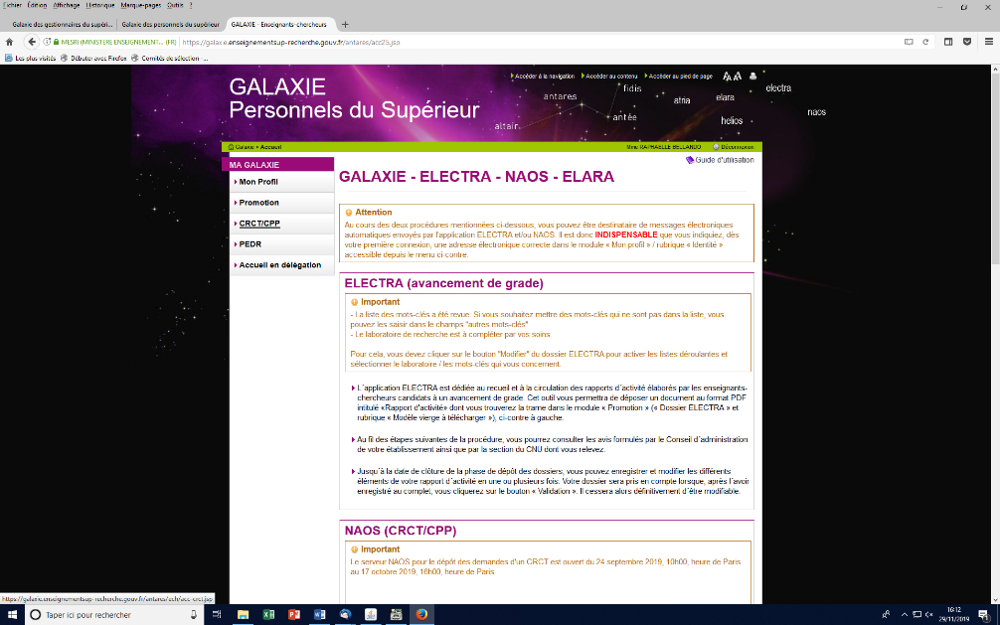 Fichier Édition Affichage Historique Marque-pages Outils ?
Galaxie des gestionnaires du supéri... Galaxie des personnels du supérieur GALAXIE - Enseignants-chercheurs
MESRI (MINISTERE ENSEIGNEMENT... (FR) https://galaxie.enseignementsup-recherche.gouv.fr/antares/acc25.jsp
Les plus visités Débuter avec Firefox Comités de sélection - ...
GALAXIE
Personnels du Supérieur
Accéder à la navigation Accéder au contenu Accéder au pied de page
altair antares fidis antée atria elara helios electra naos
Galaxie » Accueil Mme RAPHAELLE BELLANDO Déconnexion
Guide d'utilisation
MA GALAXIE
Mon Profil
Promotion
CRCT/CPP
PEDR
Accueil en délégation
GALAXIE - ELECTRA - NAOS - ELARA
Attention
Au cours des deux procédures mentionnées ci-dessous, vous pouvez être destinataire de messages électroniques
automatiques envoyés par l'application ELECTRA et/ou NAOS. Il est donc INDISPENSABLE que vous indiquiez, dès
votre première connexion, une adresse électronique correcte dans le module « Mon profil » / rubrique « Identité »
accessible depuis le menu ci-contre.
ELECTRA (avancement de grade)
Important
- La liste des mots-clés a été revue. Si vous souhaitez mettre des mots-clés qui ne sont pas dans la liste, vous
pouvez les saisir dans le champs "autres mots-clés"
- Le laboratoire de recherche est à compléter par vos soins
Pour cela, vous devez cliquer sur le bouton "Modifier" du dossier ELECTRA pour activer les listes déroulantes et
sélectionner le laboratoire / les mots-clés qui vous concernent.
L´application ELECTRA est dédiée au recueil et à la circulation des rapports d´activité élaborés par les enseignants-
chercheurs candidats à un avancement de grade. Cet outil vous permettra de déposer un document au format PDF
intitulé «Rapport d'activité» dont vous trouverez la trame dans le module « Promotion » (« Dossier ELECTRA » et
rubrique « Modèle vierge à télécharger »), ci-contre à gauche.
Au fil des étapes suivantes de la procédure, vous pourrez consulter les avis formulés par le Conseil d´administration
de votre établissement ainsi que par la section du CNU dont vous relevez.
Jusqu´à la date de clôture de la phase de dépôt des dossiers, vous pouvez enregistrer et modifier les différents
éléments de votre rapport d´activité en une ou plusieurs fois. Votre dossier sera pris en compte lorsque, après l´avoir
enregistré au complet, vous cliquerez sur le bouton « Validation ». Il cessera alors définitivement d´être modifiable.
NAOS (CRCT/CPP)
Important
Le serveur NAOS pour le dépôt des demandes d'un CRCT est ouvert du 24 septembre 2019, 10h00, heure de Paris
au 17 octobre 2019, 16h00, heure de Paris.
https://galaxie.enseignementsup-recherche.gouv.fr/antares/ech/acc-crct.jsp
Taper ici pour rechercher
16:12
29/11/2019